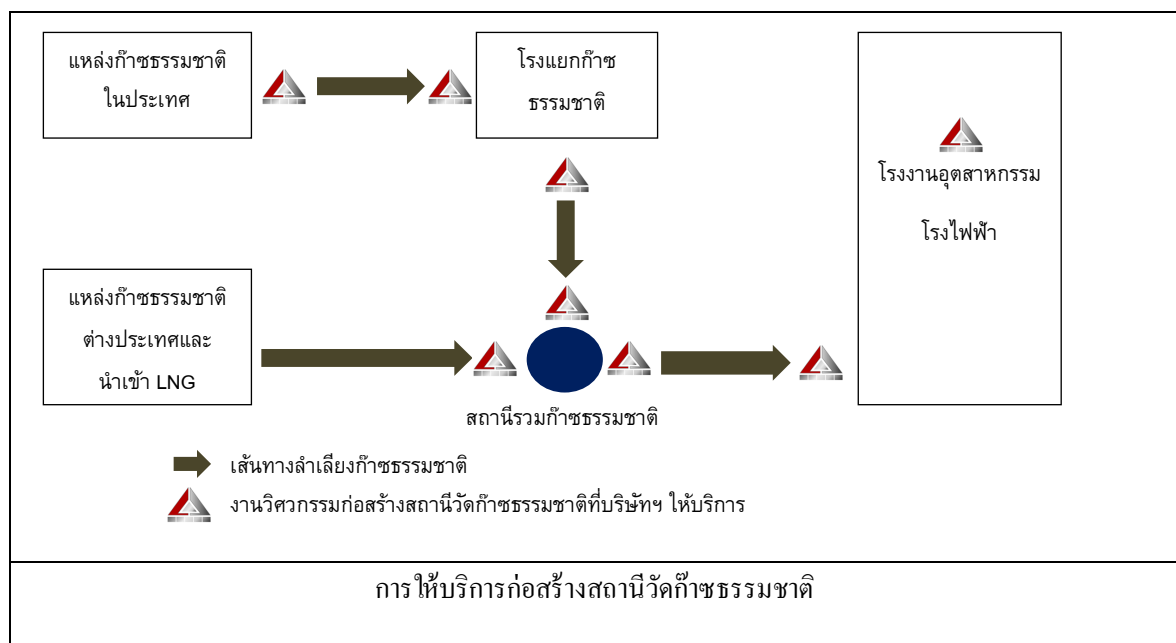 แหล่งก๊าซธรรมชาติ
ในประเทศ
โรงแยกก๊าซ
ธรรมชาติ
โรงงานอุตสาหกรรม
โรงไฟฟ้า
แหล่งก๊าซธรรมชาติ
ต่างประเทศและ
นำเข้า LNG
สถานีรวมก๊าซธรรมชาติ
เส้นทางลำเลียงก๊าซธรรมชาติ
งานวิศวกรรมก่อสร้างสถานีวัดก๊าซธรรมชาติที่บริษัทฯ ให้บริการ
การให้บริการก่อสร้างสถานีวัดก๊าซธรรมชาติ